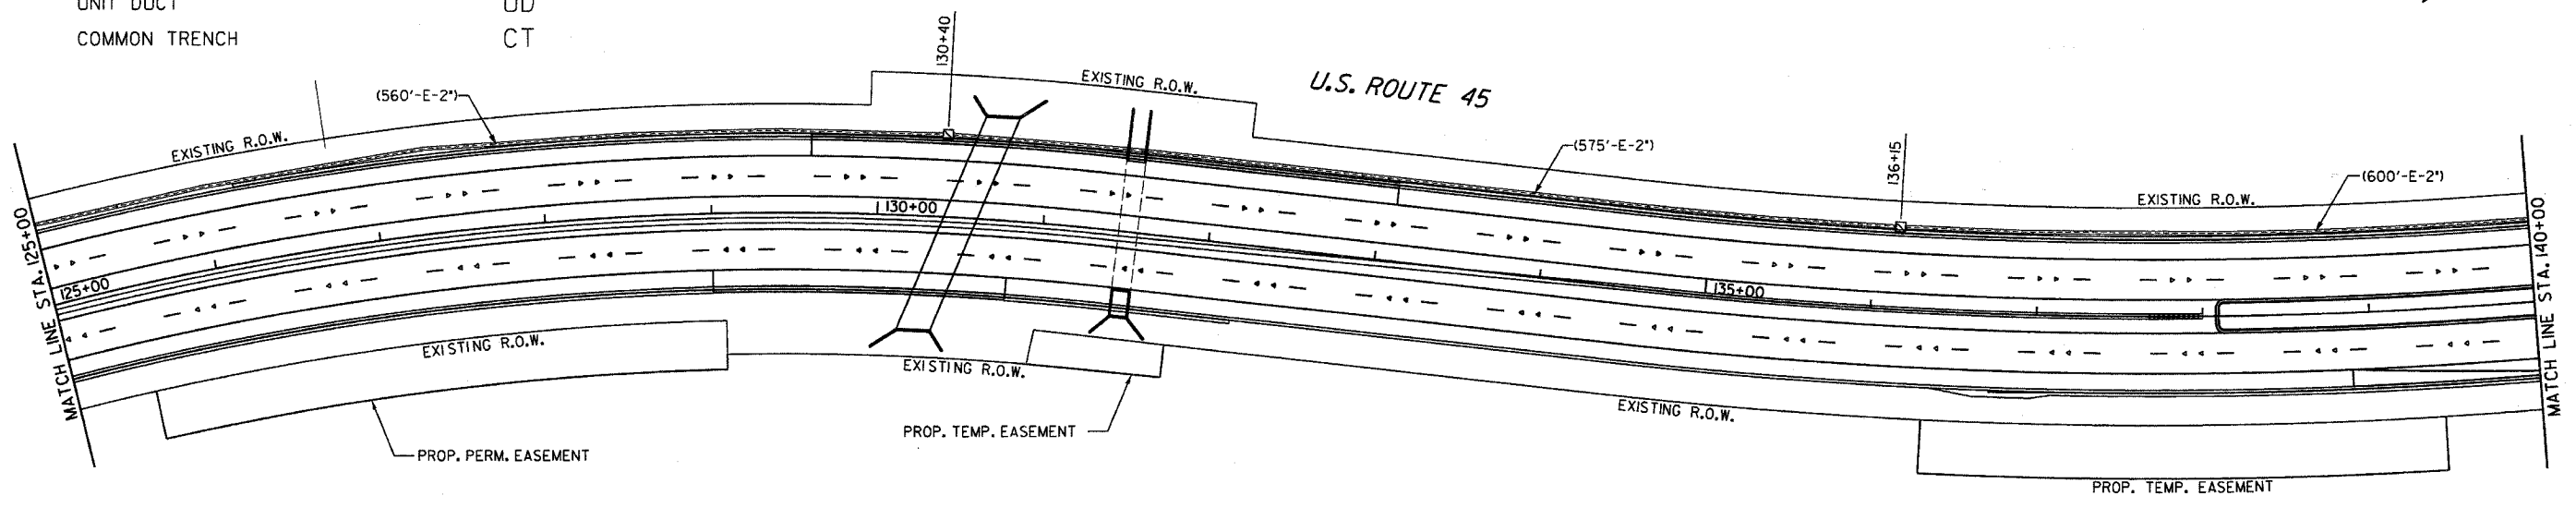 UNIT DUCT UD
COMMON TRENCH CT
130+40
U.S. ROUTE 45
EXISTING R.O.W.
(560'-E-2")
EXISTING R.O.W.
(575'-E-2")
136+15
(600'-E-2")
EXISTING R.O.W.
MATCH LINE STA. 125+00
125+00
130+00
135+00
MATCH LINE STA. 140+00
EXISTING R.O.W.
EXISTING R.O.W.
EXISTING R.O.W.
PROP. TEMP. EASEMENT
PROP. PERM. EASEMENT
PROP. TEMP. EASEMENT